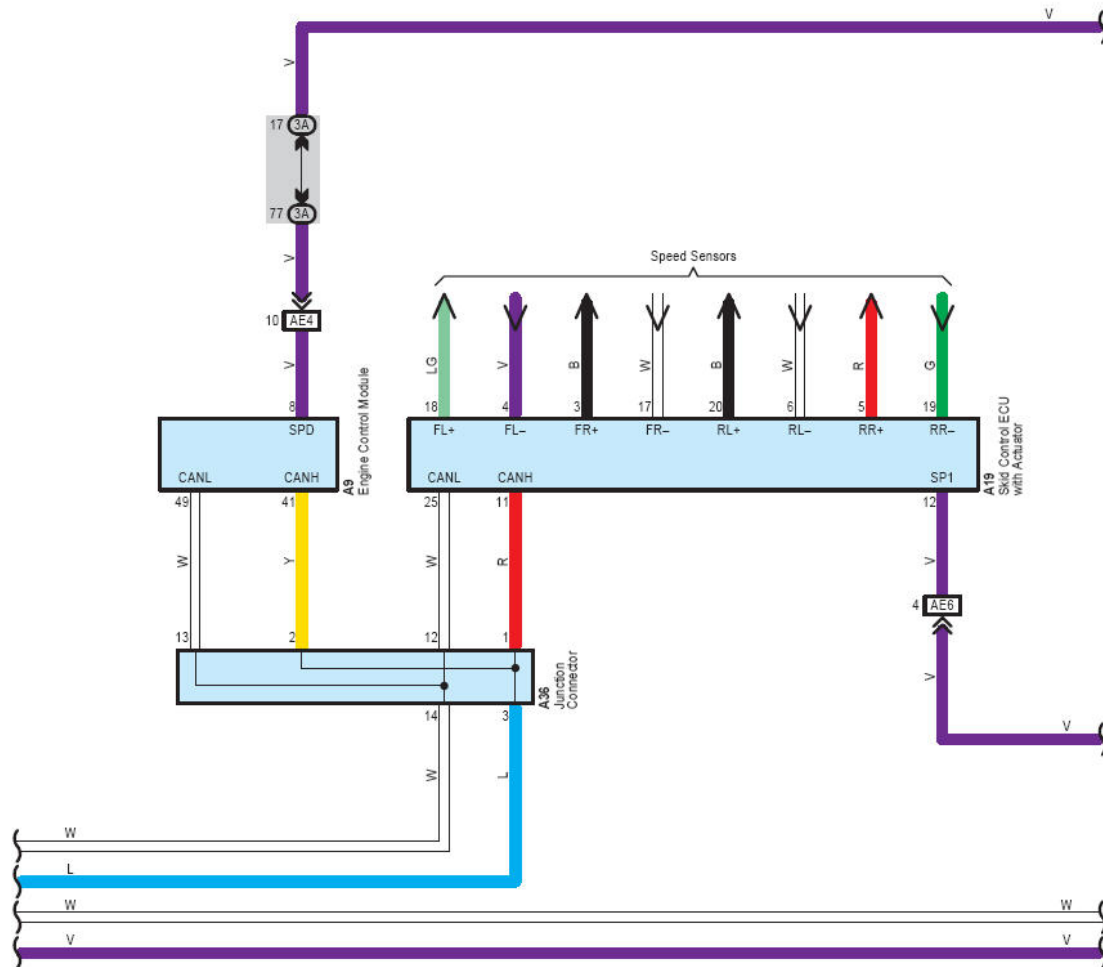 V
V
17 3A
77 3A
V
Speed Sensors
10 AE4
V
LG
V
B
W
B
W
R
G
8
18 4 3 17 20 6 5 19
SPD
FL+ FL– FR+ FR– RL+ RL– RR+ RR–
CANL CANH
CANL CANH SP1
A9
Engine Control Module
A19
Skid Control ECU
with Actuator
49 41 25 11 12
W Y W R V
4 AE6
13 2 12 1
V
A36
Junction
Connector
14 3
V
W L
W
L
W W
V V